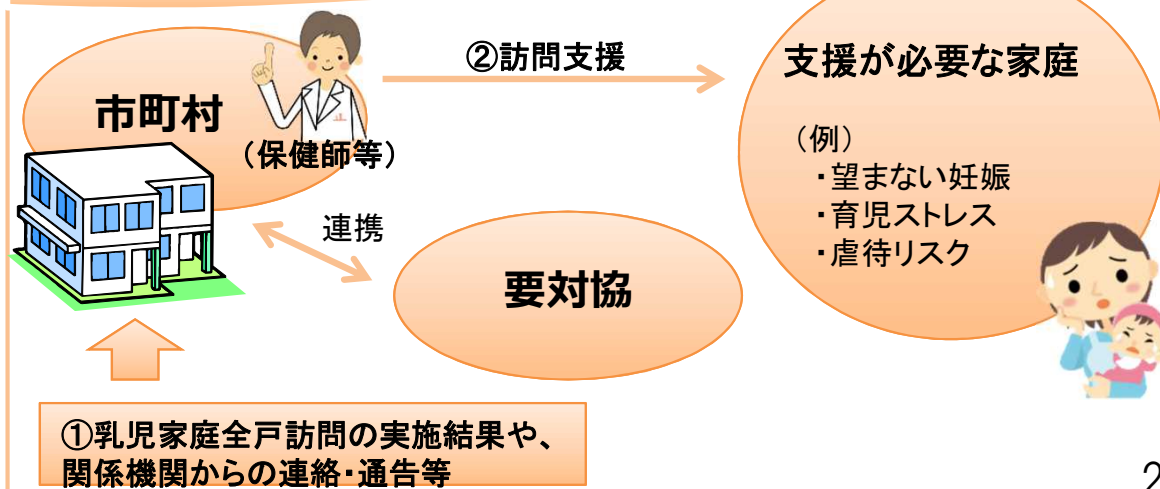 ②訪問支援
支援が必要な家庭
市町村
（保健師等）
（例）
・望まない妊娠
・育児ストレス
・虐待リスク
連携
要対協
①乳児家庭全戸訪問の実施結果や、
関係機関からの連絡・通告等
2